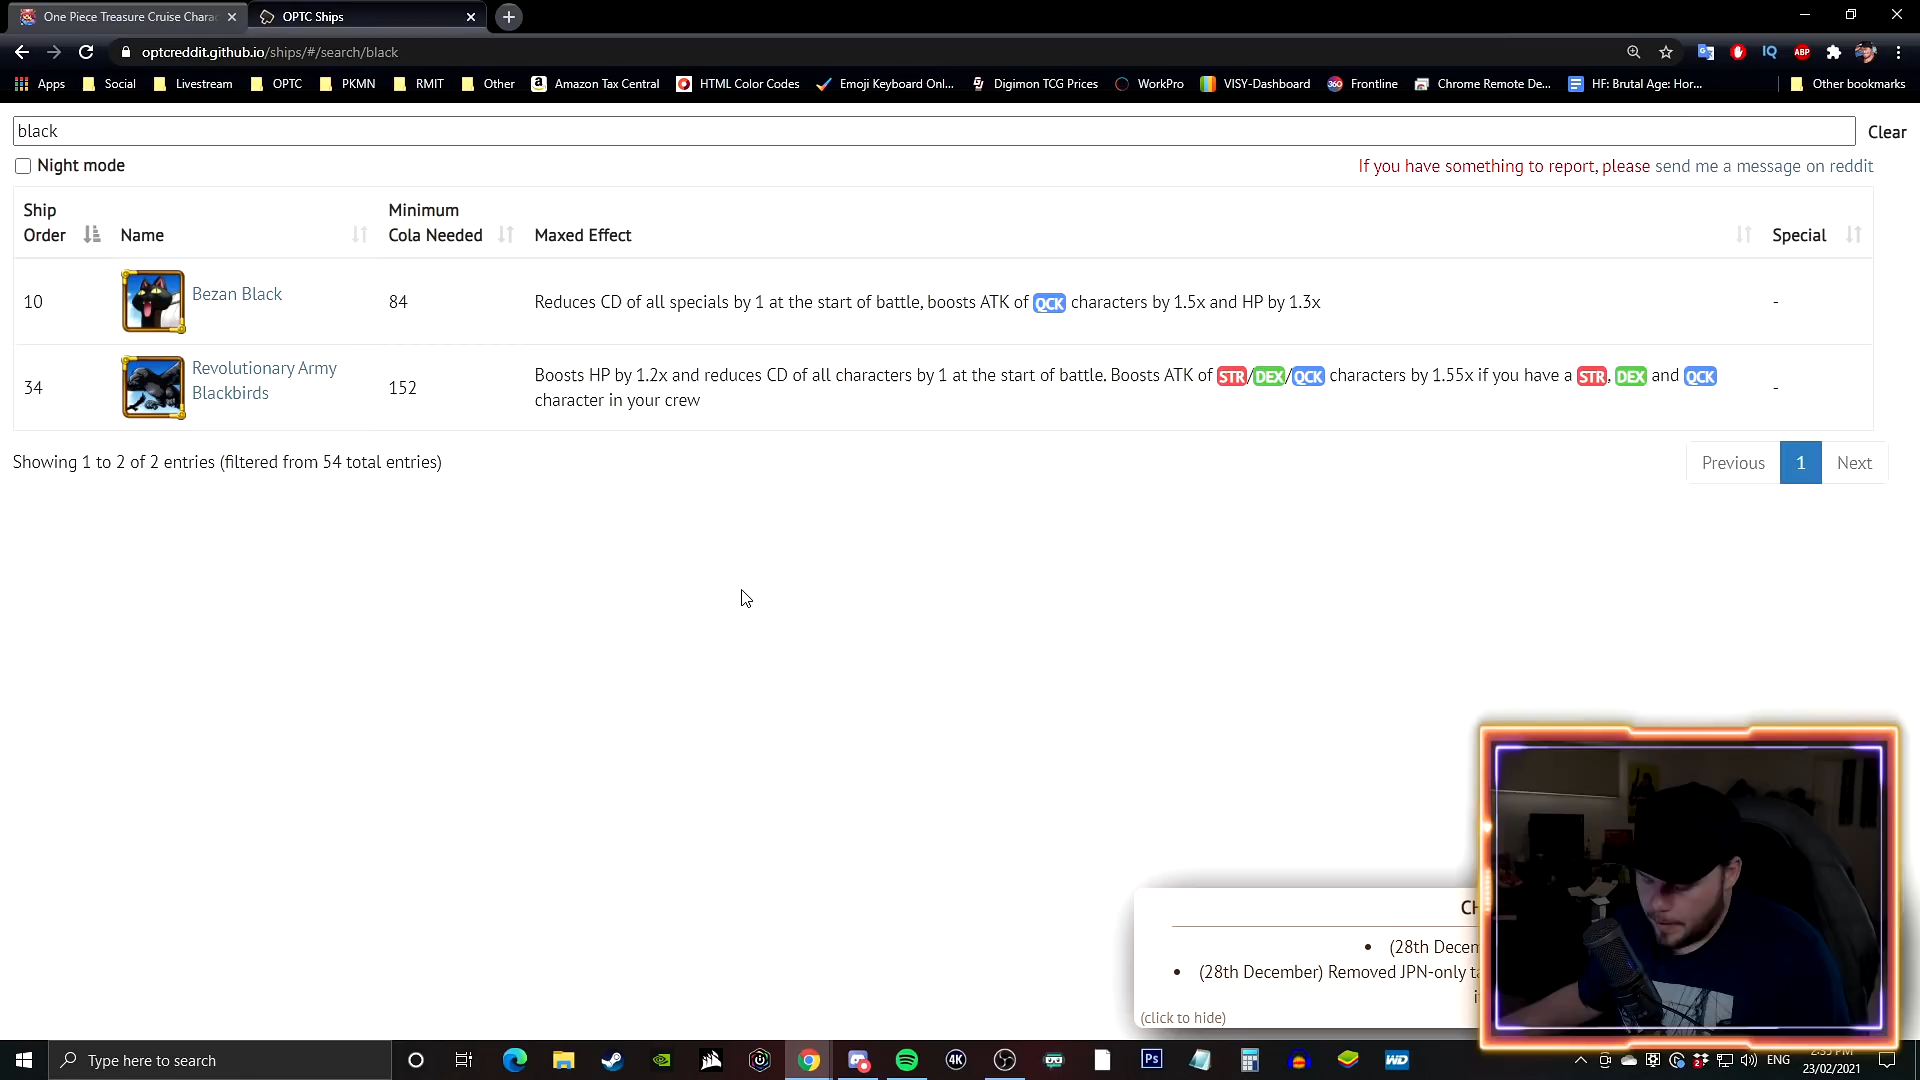 One Piece Treasure Cruise Chara
OPTC Ships
optcreddit.github.io/ships/#/search/black
Apps
Social
Livestream
OPTC
PKMN
RMIT
Other
Amazon Tax Central
HTML Color Codes
Emoji Keyboard Onl...
Digimon TCG Prices
WorkPro
VISY-Dashboard
Frontline
Chrome Remote De...
HF: Brutal Age: Hor...
Other bookmarks
black
Clear
Night mode
If you have something to report, please send me a message on reddit
Ship Order
Name
Minimum Cola Needed
Maxed Effect
Special
10
Bezan Black
84
Reduces CD of all specials by 1 at the start of battle, boosts ATK of QCK characters by 1.5x and HP by 1.3x
-
34
Revolutionary Army
Blackbirds
152
Boosts HP by 1.2x and reduces CD of all characters by 1 at the start of battle. Boosts ATK of STR/DEX/QCK characters by 1.55x if you have a STR, DEX and QCK
character in your crew
-
Showing 1 to 2 of 2 entries (filtered from 54 total entries)
Previous
1
Next
(28th Decem
(28th December) Removed JPN-only ta
(click to hide)
Type here to search
ENG
23/02/2021